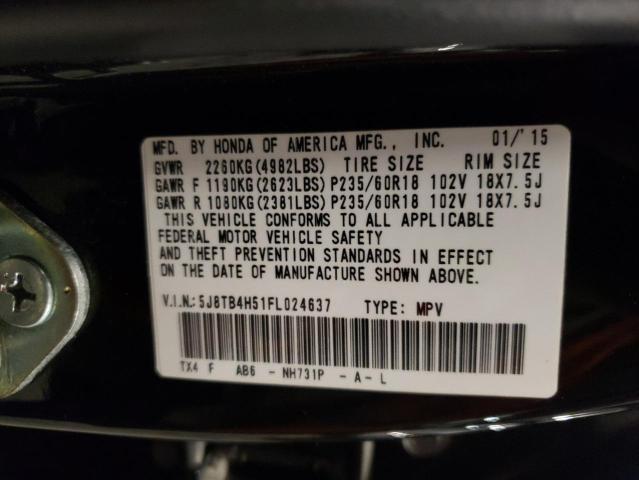 MFD. BY HONDA OF AMERICA MFG., INC. 01/'15
GVWR 2260KG(4982LBS) TIRE SIZE RIM SIZE
GAWR F 1190KG(2623LBS) P235/60R18 102V 18X7.5J
GAWR R 1080KG(2381LBS) P235/60R18 102V 18X7.5J
THIS VEHICLE CONFORMS TO ALL APPLICABLE
FEDERAL MOTOR VEHICLE SAFETY
AND THEFT PREVENTION STANDARDS IN EFFECT
ON THE DATE OF MANUFACTURE SHOWN ABOVE.
V.I.N.: 5J8TB4H51FL024637 TYPE: MPV
TX4 F AB6 - NH731P - A - L